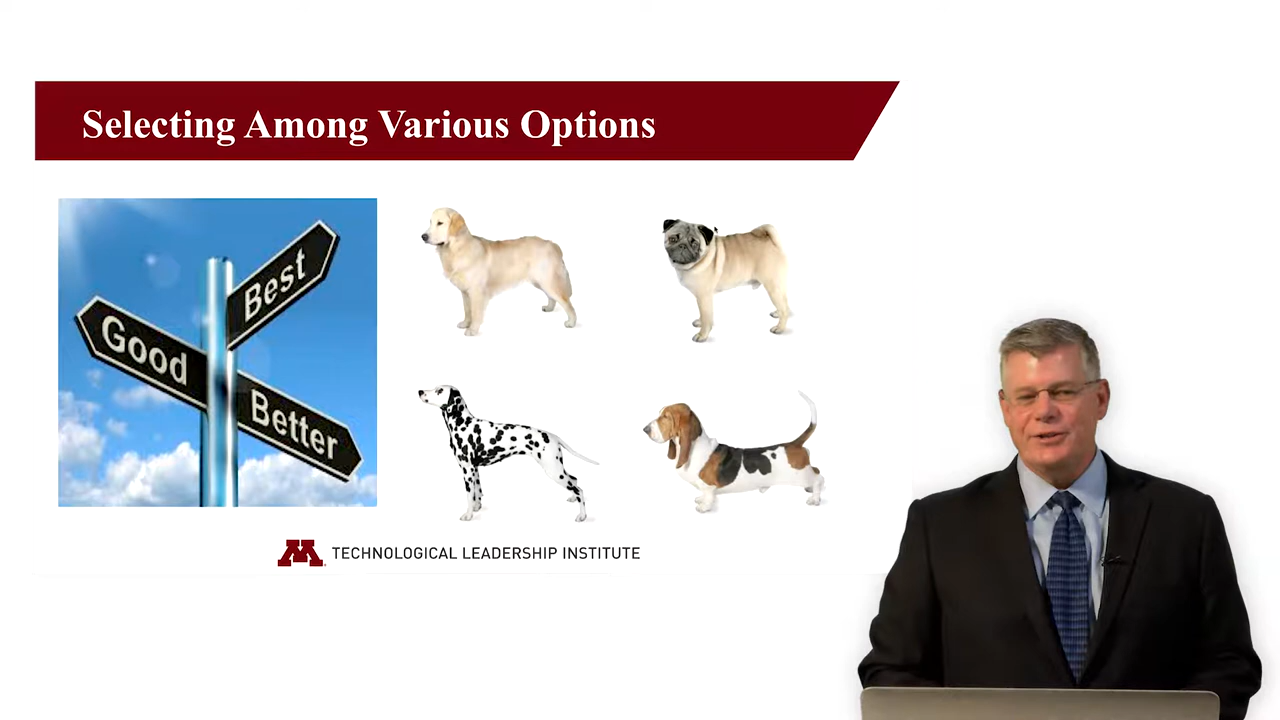 Selecting Among Various Options
Best
Good
Better
M TECHNOLOGICAL LEADERSHIP INSTITUTE